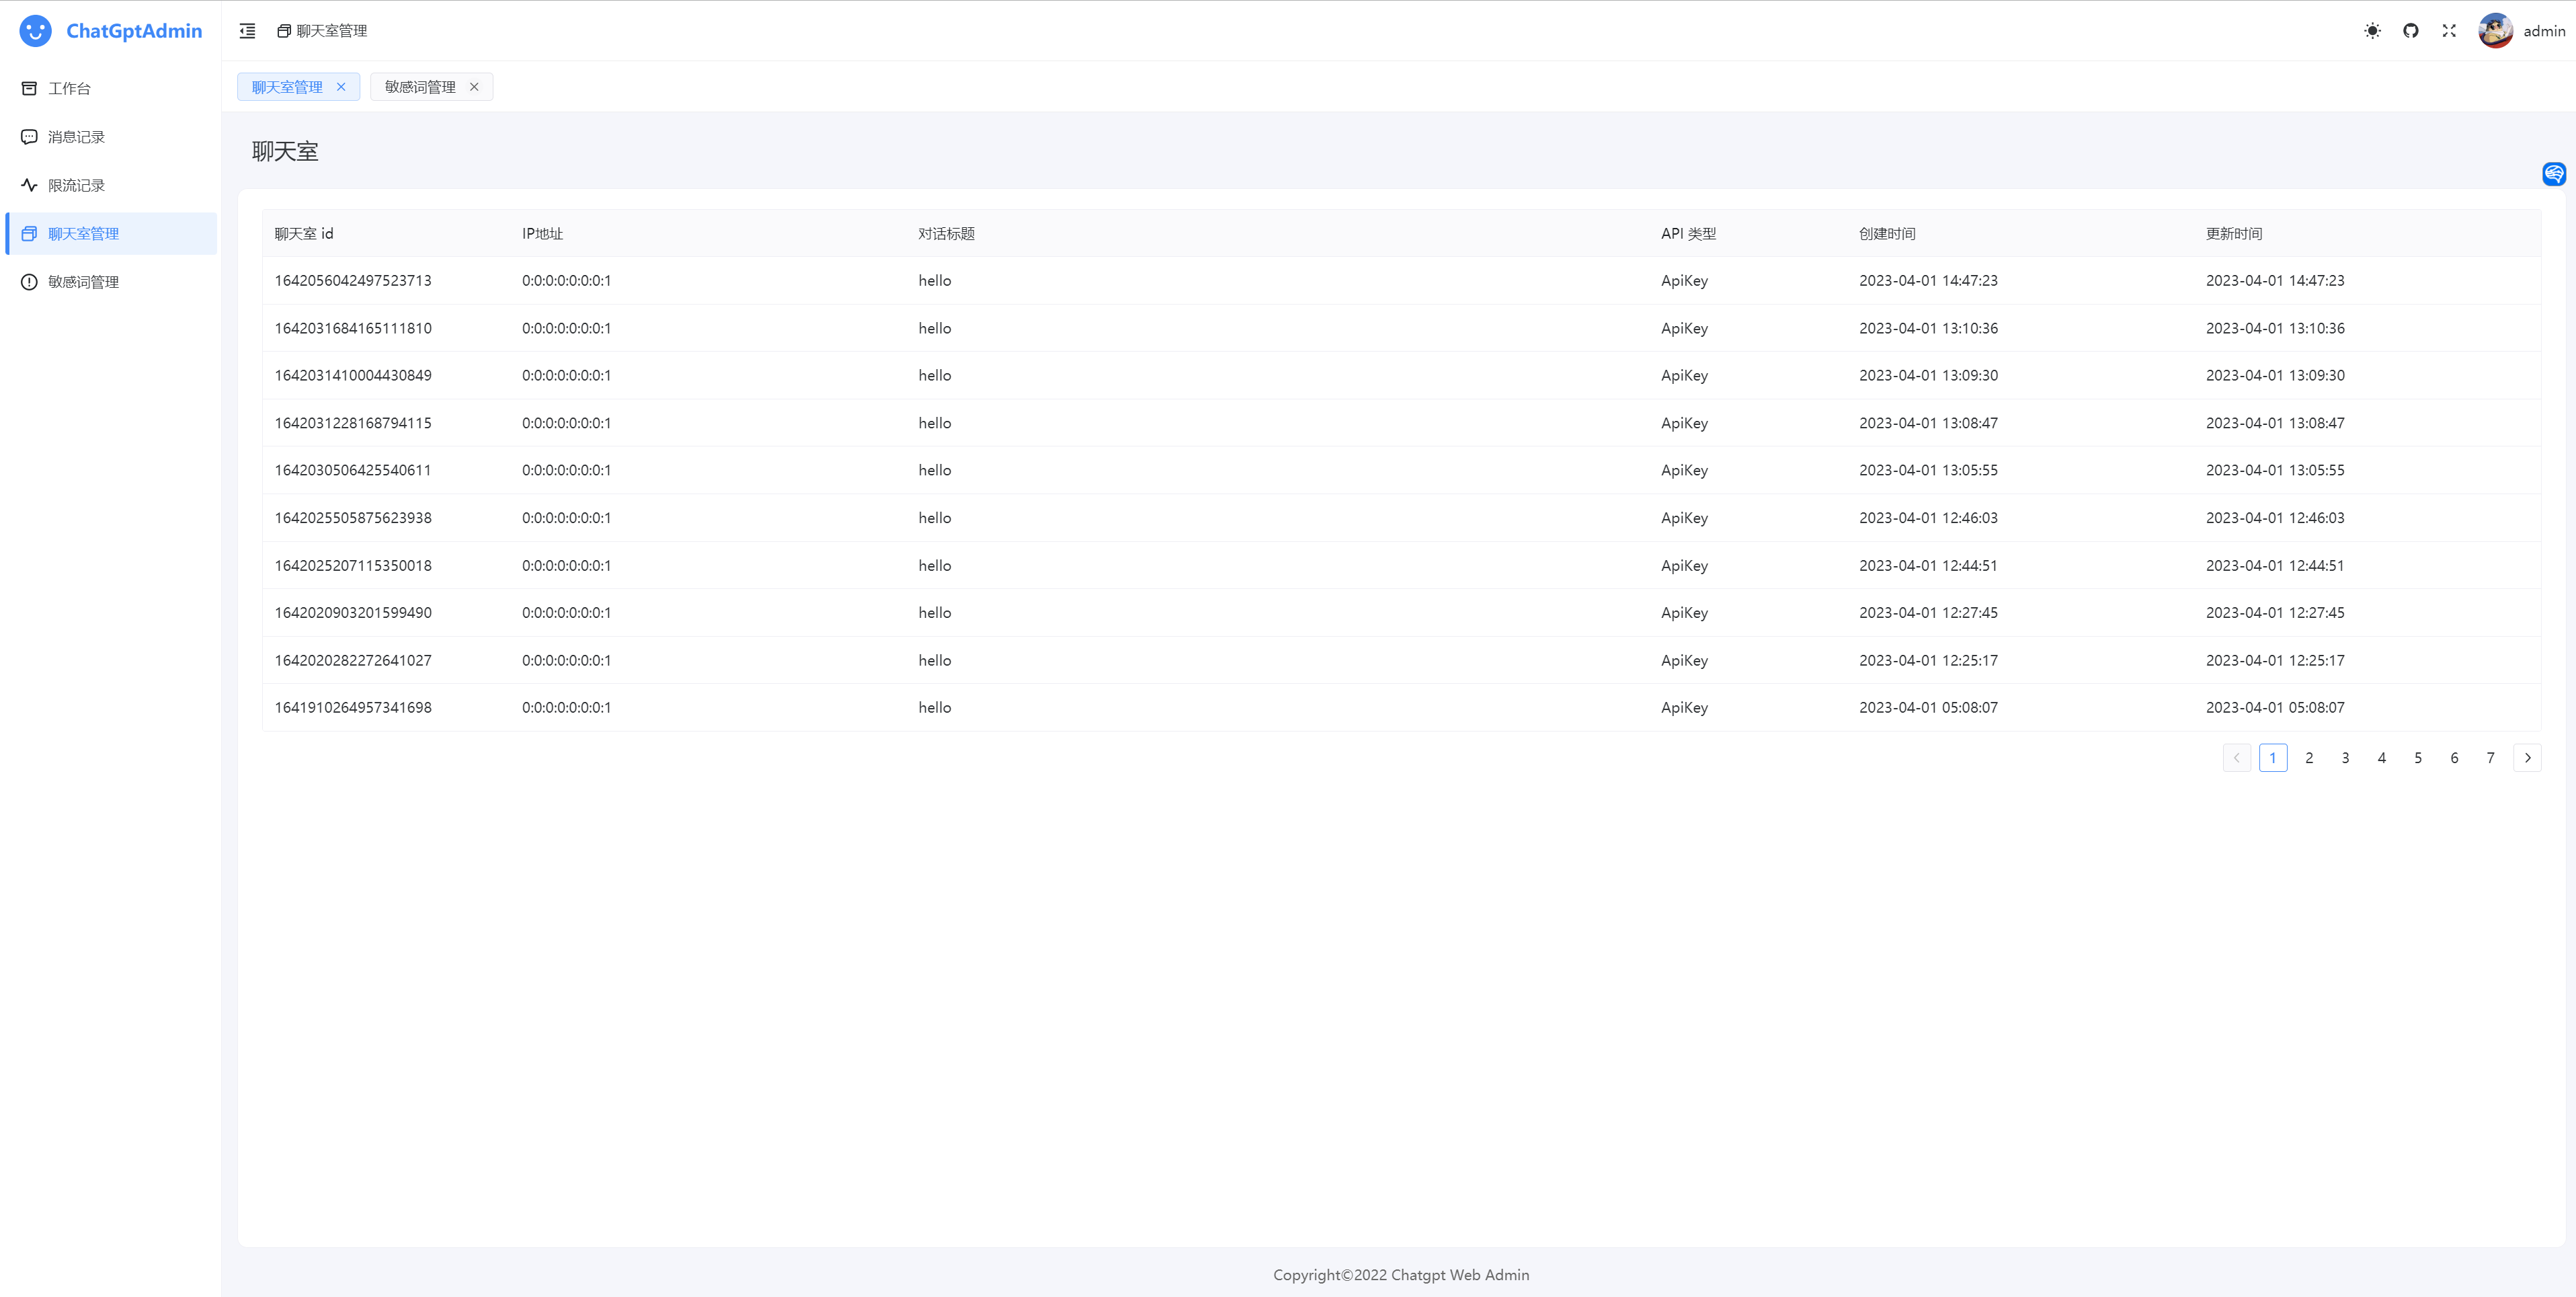 ChatGptAdmin
聊天室管理
admin
工作台
消息记录
限流记录
聊天室管理
敏感词管理
聊天室管理 敏感词管理
聊天室
聊天室 id IP地址 对话标题 API 类型 创建时间 更新时间
1642056042497523713 0:0:0:0:0:0:0:1 hello ApiKey 2023-04-01 14:47:23 2023-04-01 14:47:23
1642031684165111810 0:0:0:0:0:0:0:1 hello ApiKey 2023-04-01 13:10:36 2023-04-01 13:10:36
1642031410004430849 0:0:0:0:0:0:0:1 hello ApiKey 2023-04-01 13:09:30 2023-04-01 13:09:30
1642031228168794115 0:0:0:0:0:0:0:1 hello ApiKey 2023-04-01 13:08:47 2023-04-01 13:08:47
1642030506425540611 0:0:0:0:0:0:0:1 hello ApiKey 2023-04-01 13:05:55 2023-04-01 13:05:55
1642025505875623938 0:0:0:0:0:0:0:1 hello ApiKey 2023-04-01 12:46:03 2023-04-01 12:46:03
1642025207115350018 0:0:0:0:0:0:0:1 hello ApiKey 2023-04-01 12:44:51 2023-04-01 12:44:51
1642020903201599490 0:0:0:0:0:0:0:1 hello ApiKey 2023-04-01 12:27:45 2023-04-01 12:27:45
1642020282272641027 0:0:0:0:0:0:0:1 hello ApiKey 2023-04-01 12:25:17 2023-04-01 12:25:17
1641910264957341698 0:0:0:0:0:0:0:1 hello ApiKey 2023-04-01 05:08:07 2023-04-01 05:08:07
1 2 3 4 5 6 7
Copyright©2022 Chatgpt Web Admin